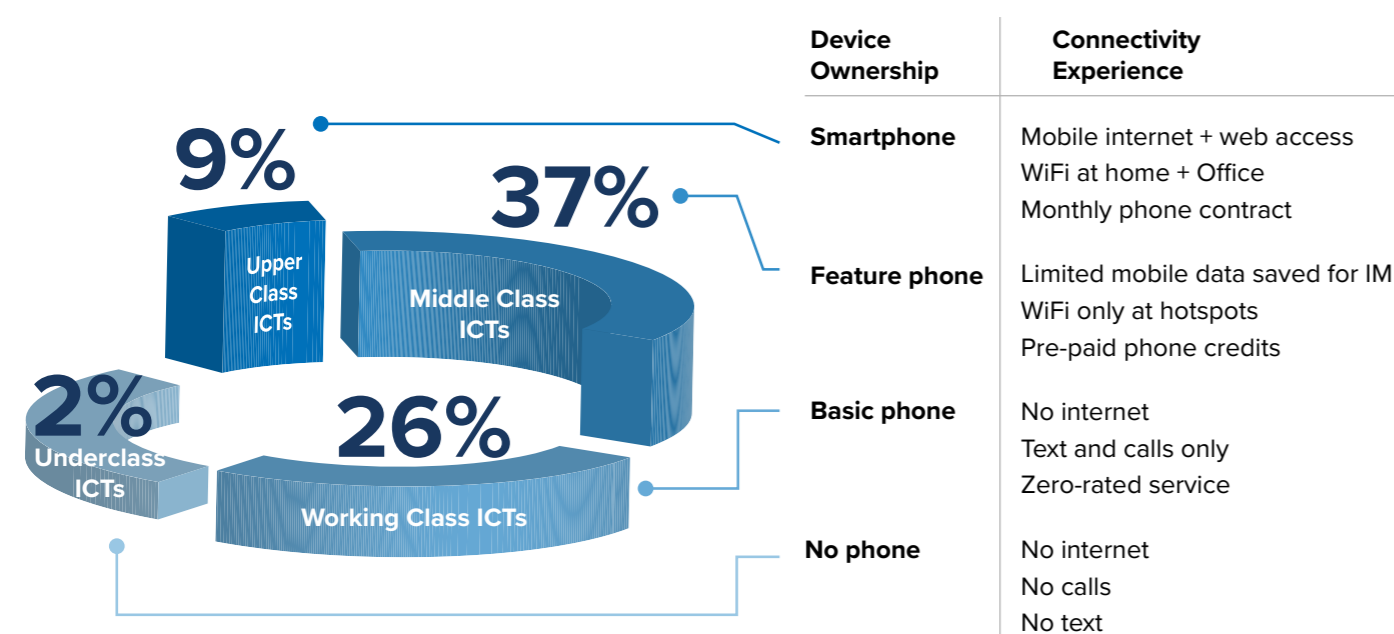 Device
Ownership
Connectivity
Experience
9%
Upper
Class
ICTs
37%
Middle Class
ICTs
2%
Underclass
ICTs
26%
Working Class ICTs
Smartphone
Mobile internet + web access
WiFi at home + Office
Monthly phone contract
Feature phone
Limited mobile data saved for IM
WiFi only at hotspots
Pre-paid phone credits
Basic phone
No internet
Text and calls only
Zero-rated service
No phone
No internet
No calls
No text